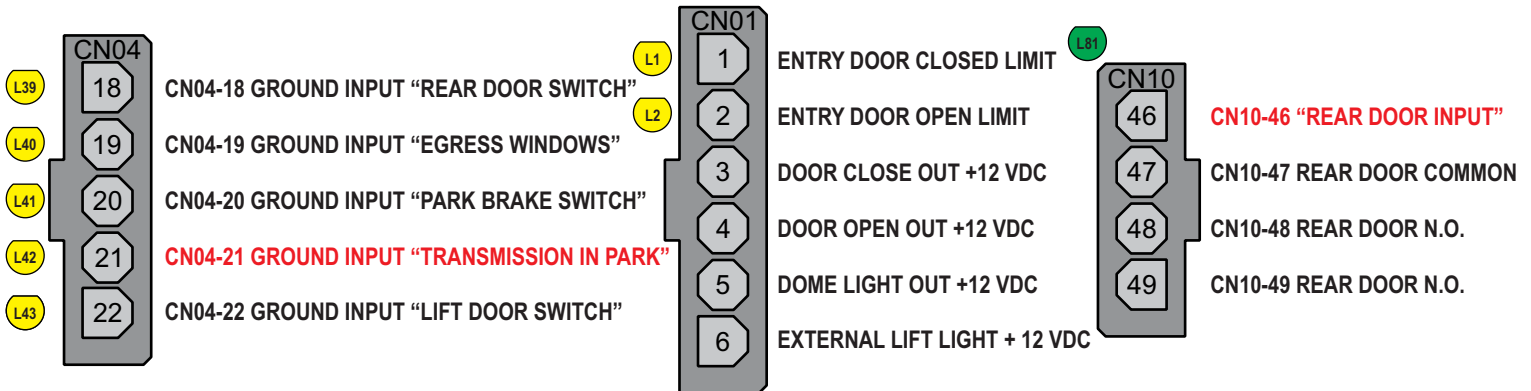 CN04
L39 18 CN04-18 GROUND INPUT “REAR DOOR SWITCH”
L40 19 CN04-19 GROUND INPUT “EGRESS WINDOWS”
L41 20 CN04-20 GROUND INPUT “PARK BRAKE SWITCH”
L42 21 CN04-21 GROUND INPUT “TRANSMISSION IN PARK”
L43 22 CN04-22 GROUND INPUT “LIFT DOOR SWITCH”
CN01
L1 1 ENTRY DOOR CLOSED LIMIT
L2 2 ENTRY DOOR OPEN LIMIT
3 DOOR CLOSE OUT +12 VDC
4 DOOR OPEN OUT +12 VDC
5 DOME LIGHT OUT +12 VDC
6 EXTERNAL LIFT LIGHT + 12 VDC
L81
CN10
46 CN10-46 “REAR DOOR INPUT”
47 CN10-47 REAR DOOR COMMON
48 CN10-48 REAR DOOR N.O.
49 CN10-49 REAR DOOR N.O.